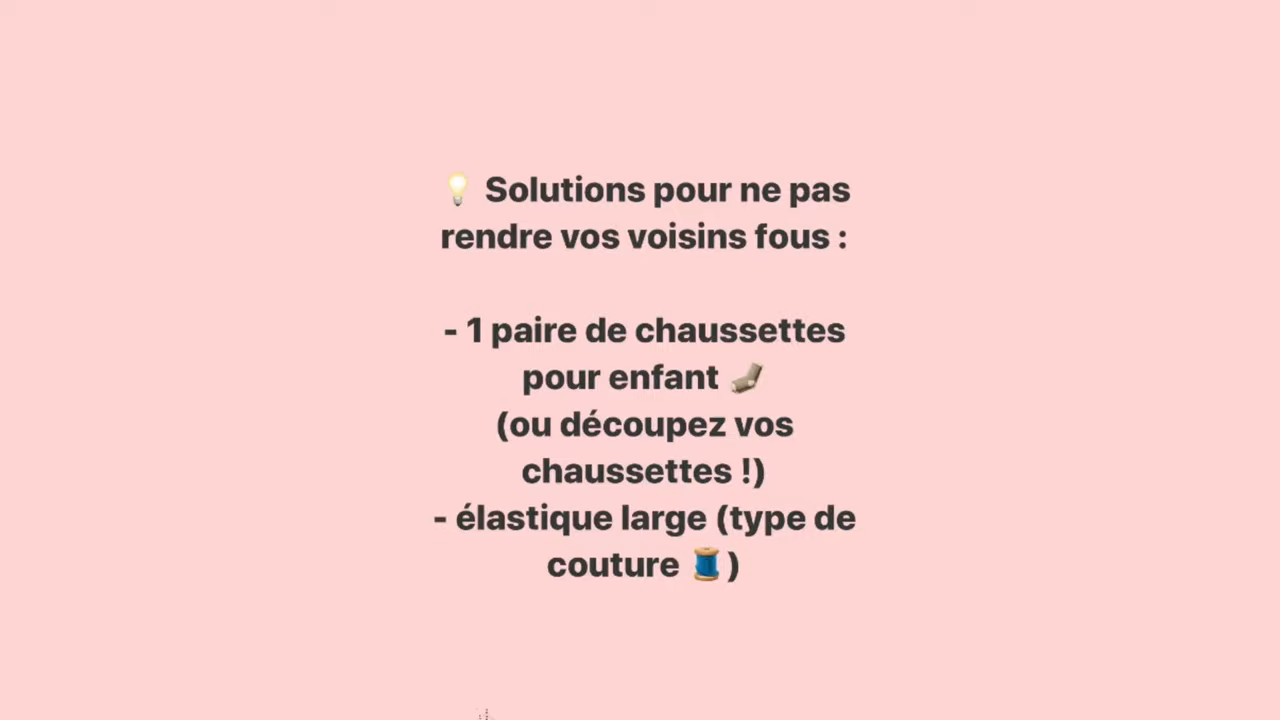 💡 Solutions pour ne pas
rendre vos voisins fous :
- 1 paire de chaussettes
pour enfant 🧦
(ou découpez vos
chaussettes !)
- élastique large (type de
couture 🧵)